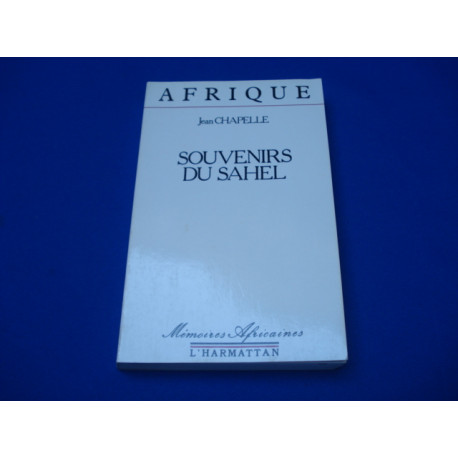 AFRIQUE
Jean CHAPELLE
SOUVENIRS
DU SAHEL
Mémoires Africaines
L'HARMATTAN